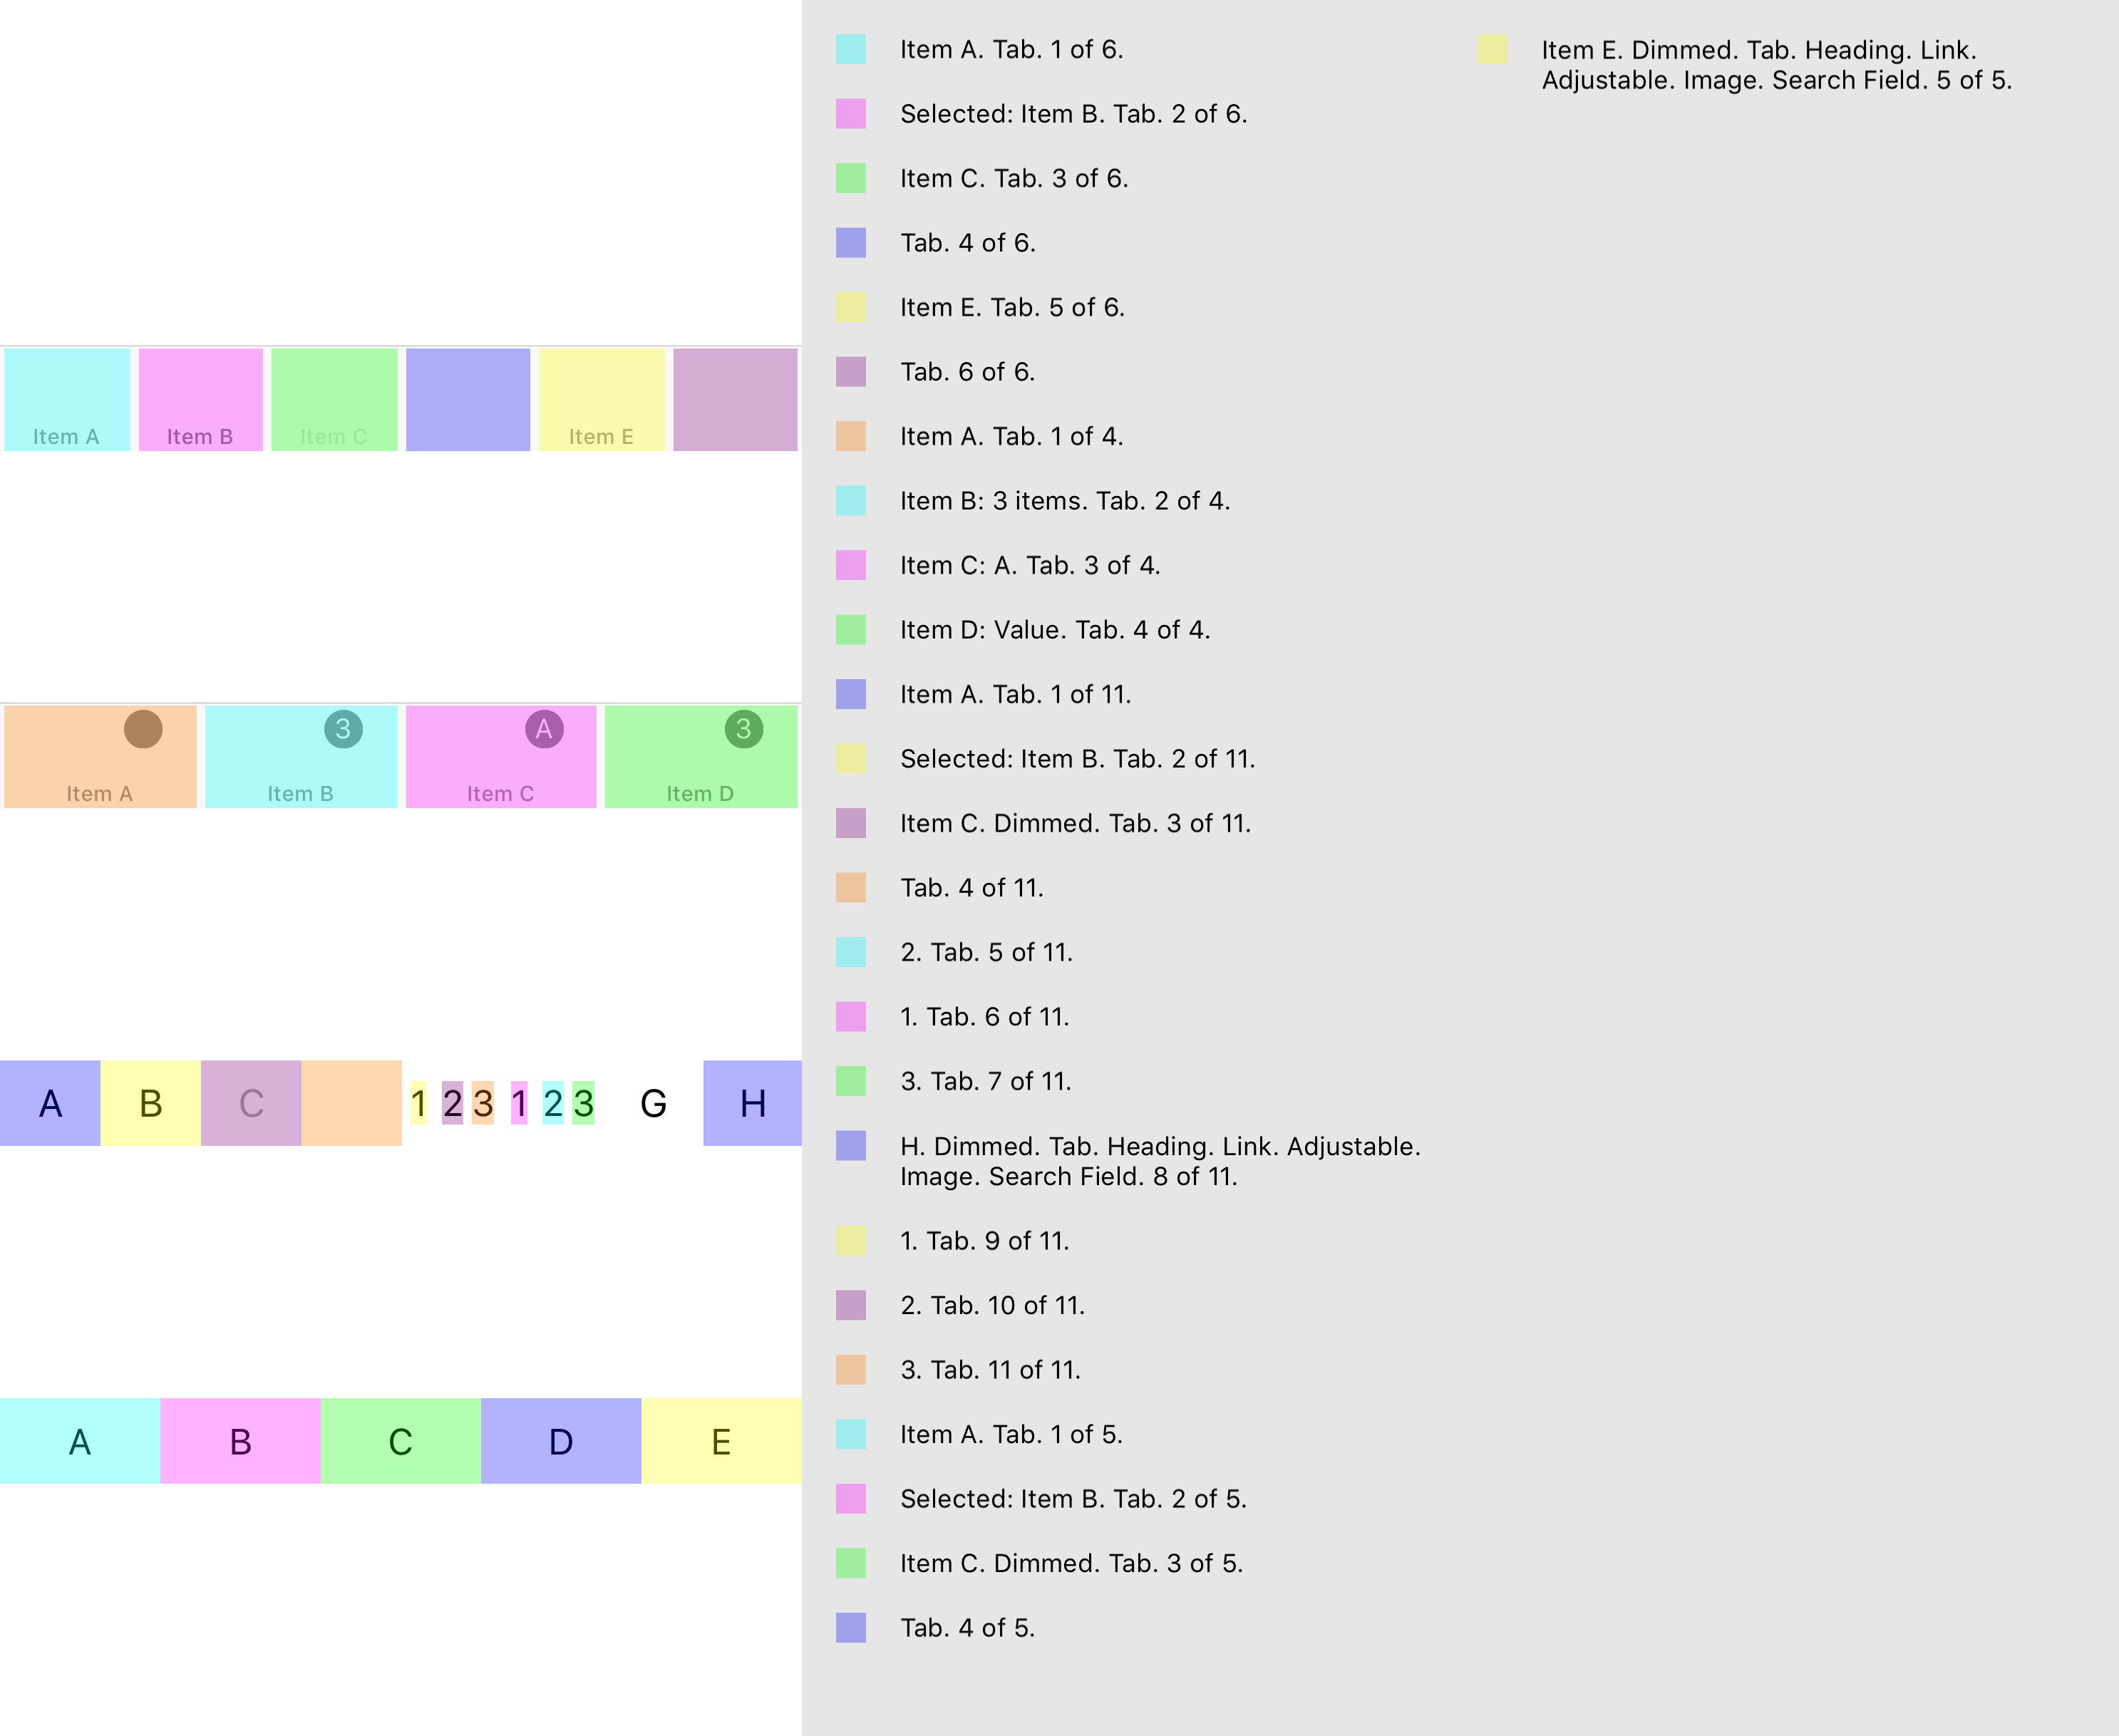 Item A Item B Item C Item E
3 A 3
Item A Item B Item C Item D
A B C 1 2 3 1 2 3 G H
A B C D E
Item A. Tab. 1 of 6.
Selected: Item B. Tab. 2 of 6.
Item C. Tab. 3 of 6.
Tab. 4 of 6.
Item E. Tab. 5 of 6.
Tab. 6 of 6.
Item A. Tab. 1 of 4.
Item B: 3 items. Tab. 2 of 4.
Item C: A. Tab. 3 of 4.
Item D: Value. Tab. 4 of 4.
Item A. Tab. 1 of 11.
Selected: Item B. Tab. 2 of 11.
Item C. Dimmed. Tab. 3 of 11.
Tab. 4 of 11.
2. Tab. 5 of 11.
1. Tab. 6 of 11.
3. Tab. 7 of 11.
H. Dimmed. Tab. Heading. Link. Adjustable.
Image. Search Field. 8 of 11.
1. Tab. 9 of 11.
2. Tab. 10 of 11.
3. Tab. 11 of 11.
Item A. Tab. 1 of 5.
Selected: Item B. Tab. 2 of 5.
Item C. Dimmed. Tab. 3 of 5.
Tab. 4 of 5.
Item E. Dimmed. Tab. Heading. Link.
Adjustable. Image. Search Field. 5 of 5.